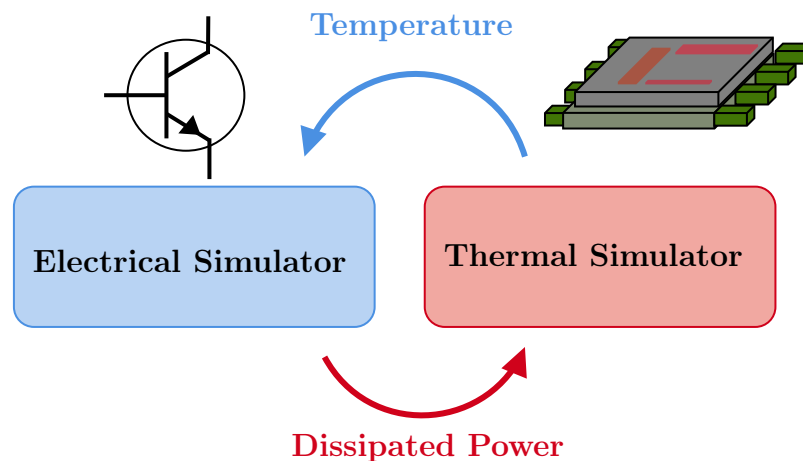 Temperature
Electrical Simulator
Thermal Simulator
Dissipated Power